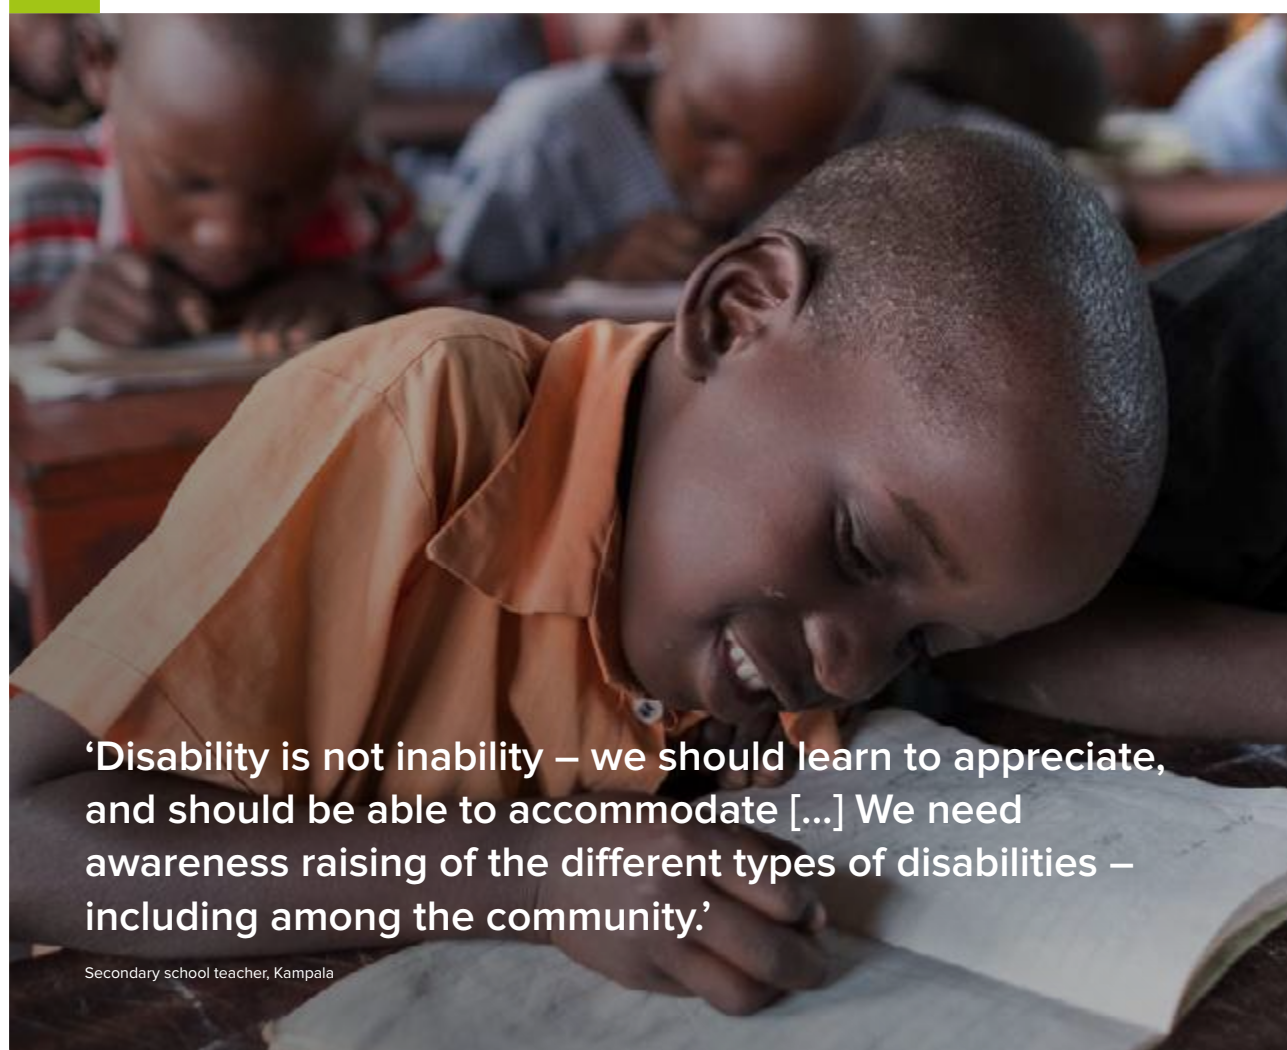 ‘Disability is not inability – we should learn to appreciate,
and should be able to accommodate [...] We need
awareness raising of the different types of disabilities –
including among the community.’
Secondary school teacher, Kampala